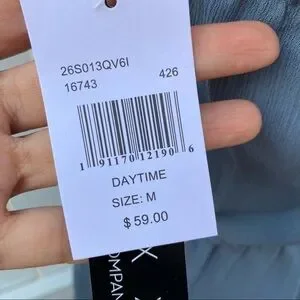 26S013QV6I
16743 426
1 91170 12190 6
DAYTIME
SIZE: M
$ 59.00
X